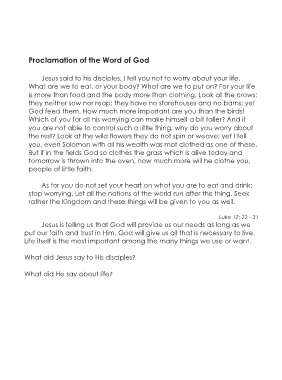 Proclamation of the Word of God
Jesus said to his disciples, I tell you not to worry about your life.
What are we to eat, or your body? What are we to put on? For your life
is more than food and the body more than clothing. Look at the crows:
they neither sow nor reap; they have no storehouses and no barns; yet
God feed them. How much more important are you than the birds!
Which of you for all his worrying can make himself a bit taller? And if
you are not able to control such a little thing, why do you worry about
the rest? Look at the wild flowers they do not spin or weave; yet I tell
you, even Solomon with all his wealth was mot clothed as one of these.
But if in the fields God so clothes the grass which is alive today and
tomorrow is thrown into the oven, how much more will he clothe you,
people of little faith.
As for you do not set your heart on what you are to eat and drink;
stop worrying. Let all the nations of the world run after this thing. Seek
rather the Kingdom and these things will be given to you as well.
Luke 12: 22 - 31
Jesus is telling us that God will provide us our needs as long as we
put our faith and trust in Him. God will give us all that is necessary to live.
Life itself is the most important among the many things we use or want.
What did Jesus say to His disciples?
What did He say about life?